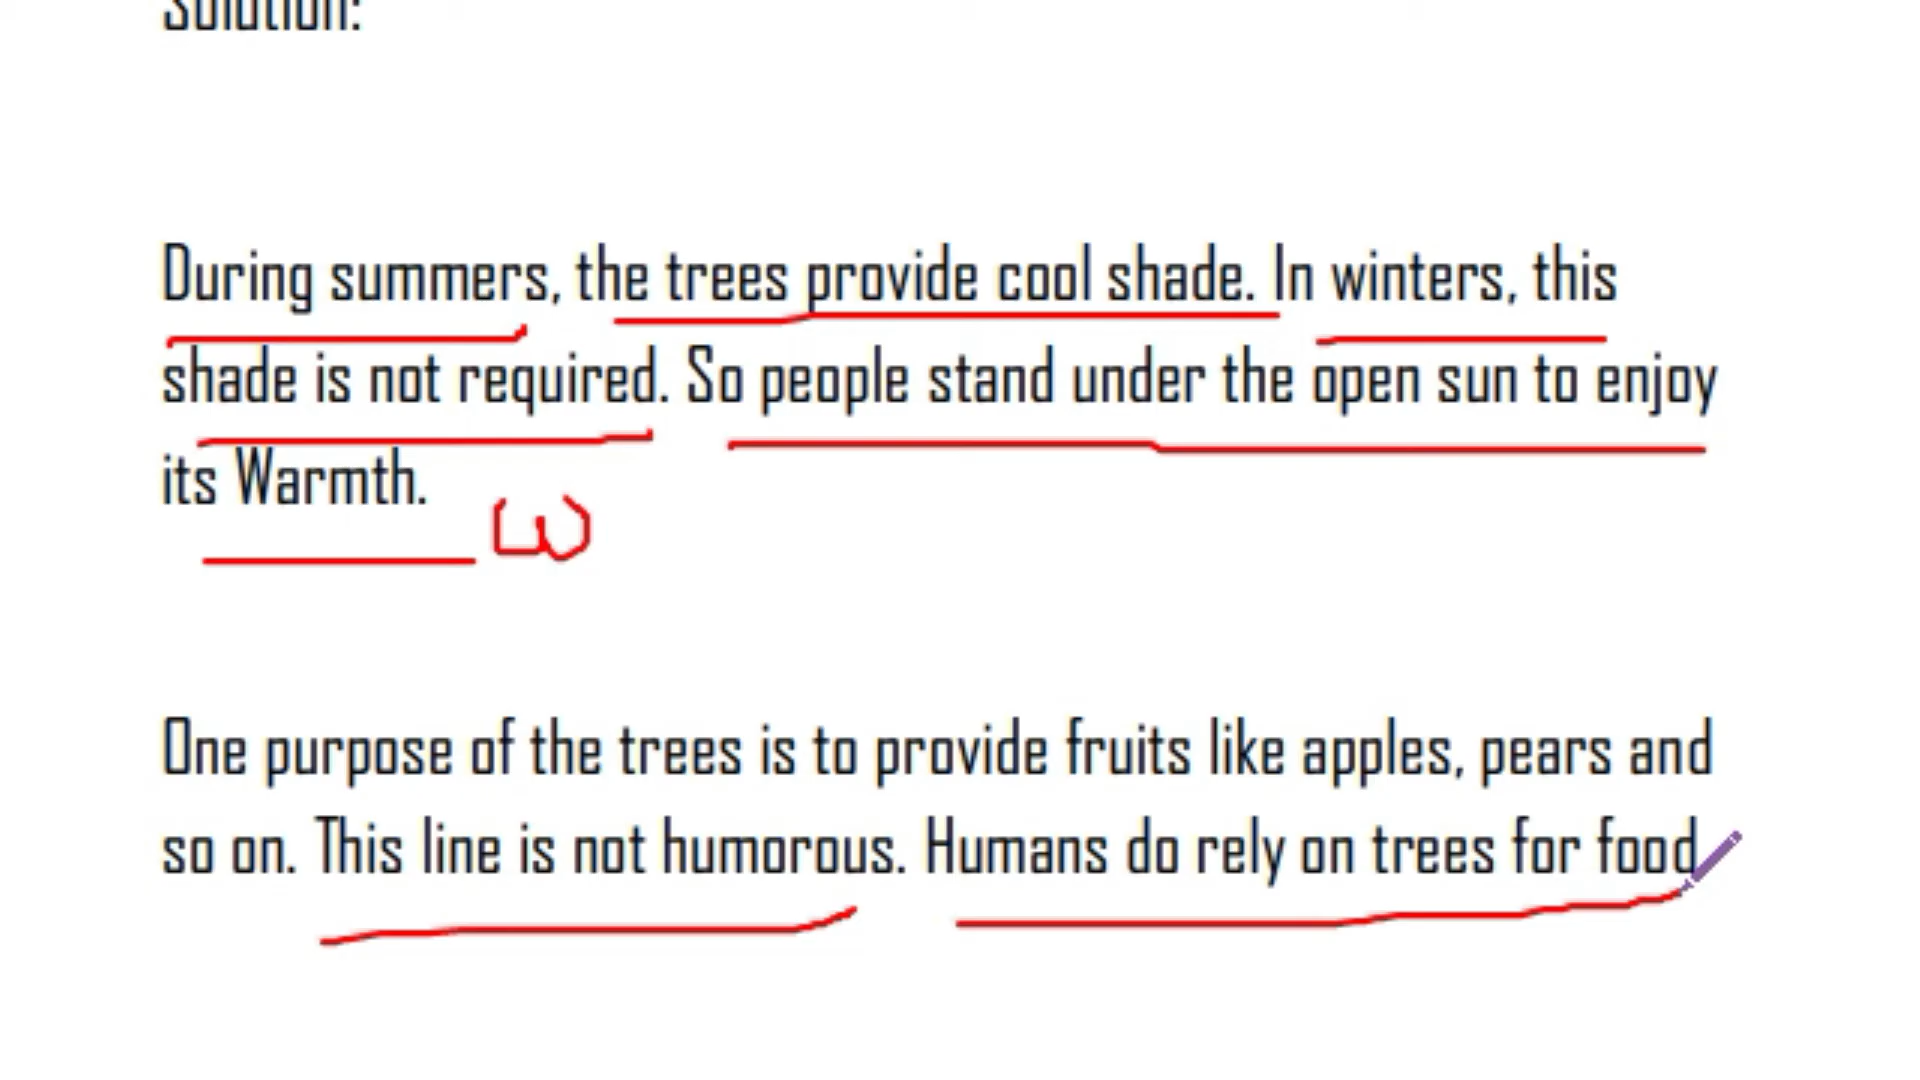 Solution:
During summers, the trees provide cool shade. In winters, this
shade is not required. So people stand under the open sun to enjoy
its Warmth.
One purpose of the trees is to provide fruits like apples, pears and
so on. This line is not humorous. Humans do rely on trees for food